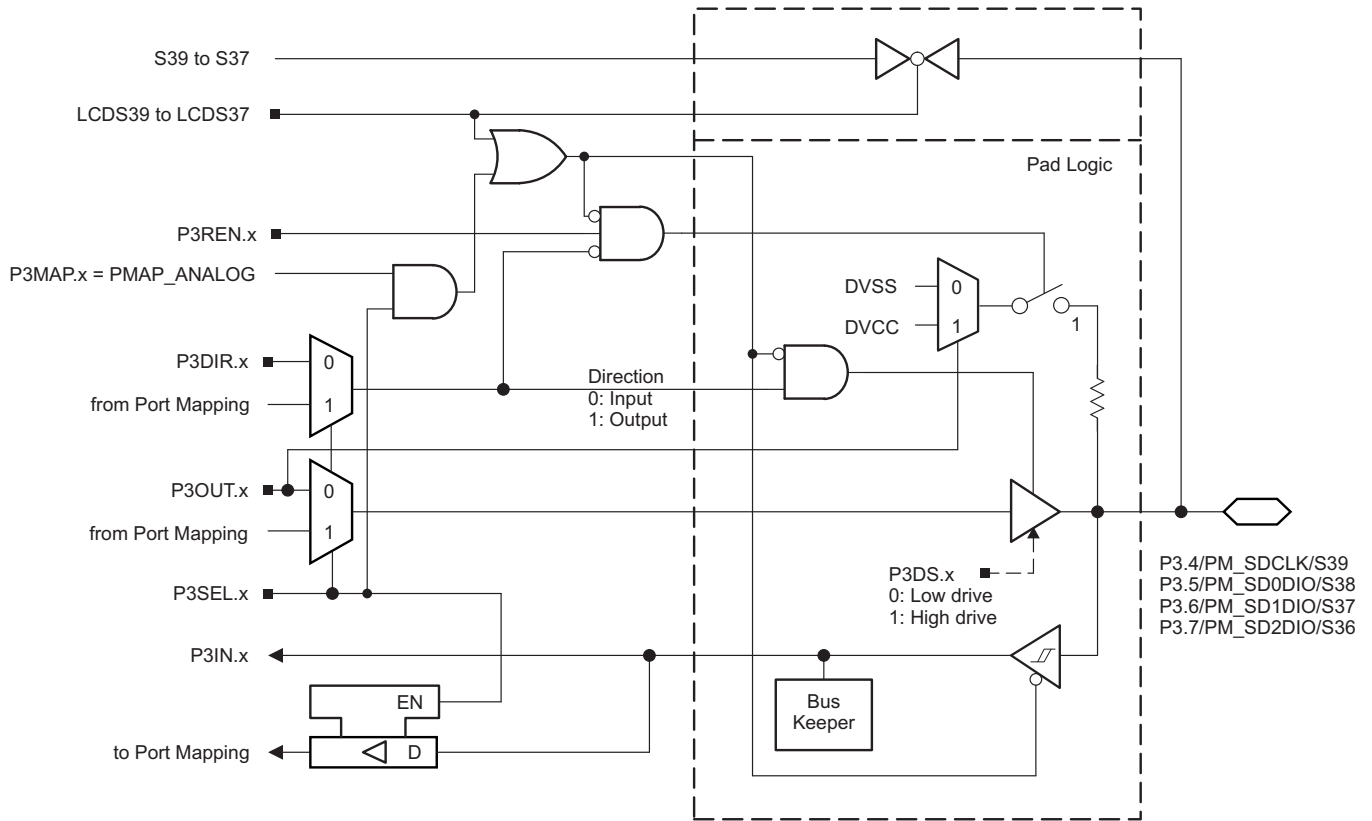 S39 to S37
LCDS39 to LCDS37
Pad Logic
P3REN.x
P3MAP.x = PMAP_ANALOG
DVSS
0
DVCC
1
1
P3DIR.x
0
from Port Mapping
1
Direction
0: Input
1: Output
P3OUT.x
0
from Port Mapping
1
P3DS.x
0: Low drive
1: High drive
P3.4/PM_SDCLK/S39
P3.5/PM_SD0DIO/S38
P3.6/PM_SD1DIO/S37
P3.7/PM_SD2DIO/S36
P3SEL.x
P3IN.x
EN
Bus
Keeper
to Port Mapping
D